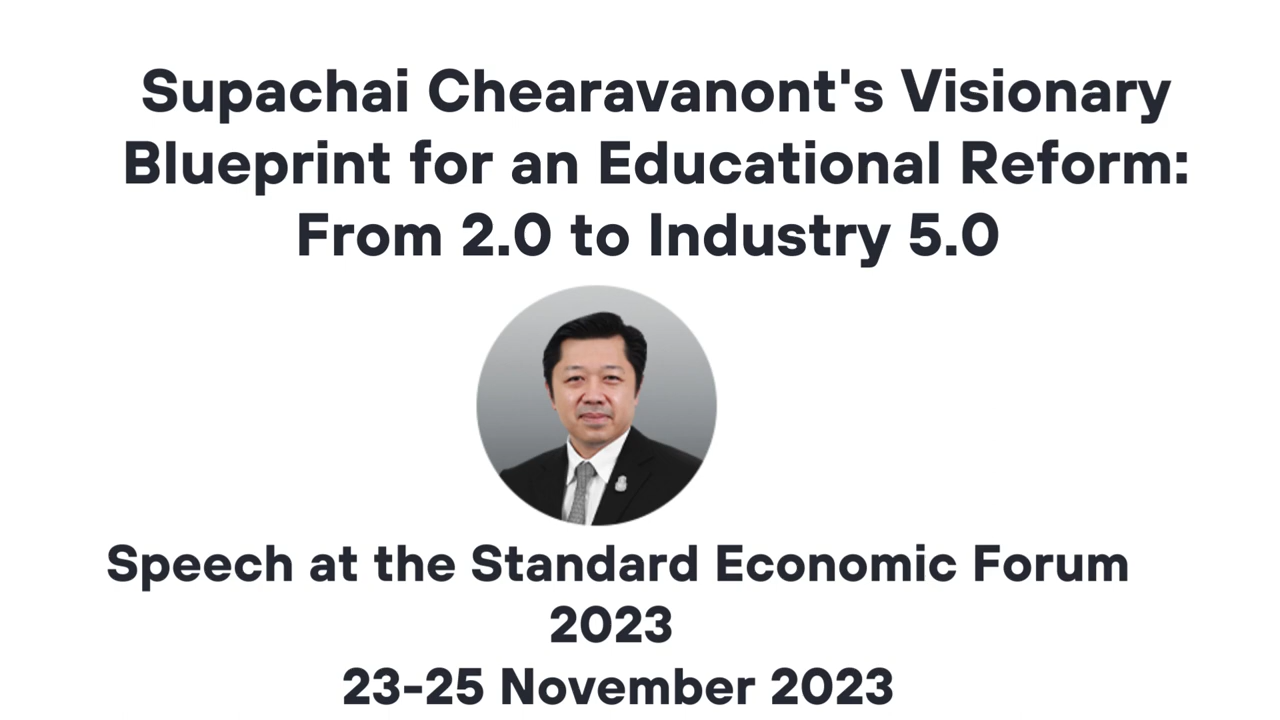 Supachai Chearavanont's Visionary
Blueprint for an Educational Reform:
From 2.0 to Industry 5.0
Speech at the Standard Economic Forum
2023
23-25 November 2023